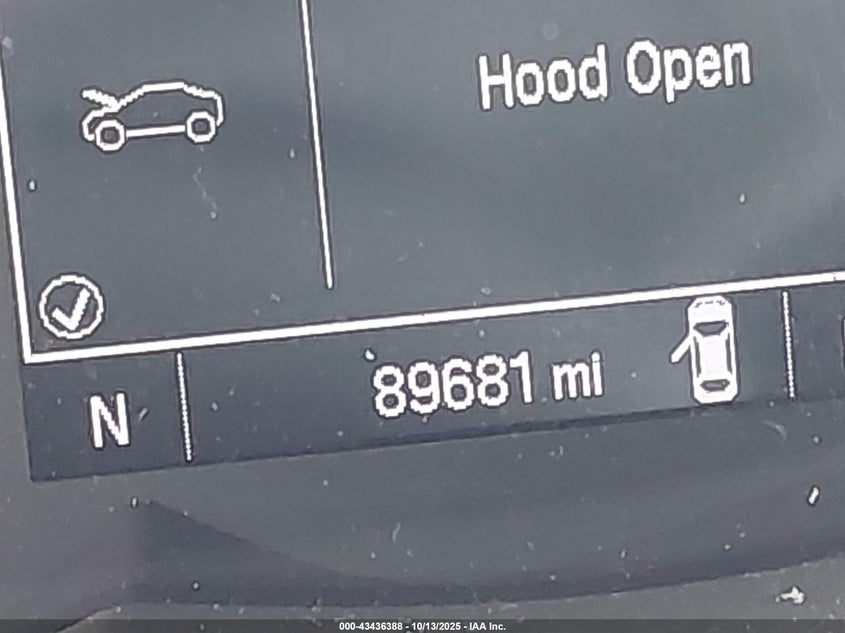 Hood Open
N
89681 mi
000-43436388 - 10/13/2025 - IAA Inc.